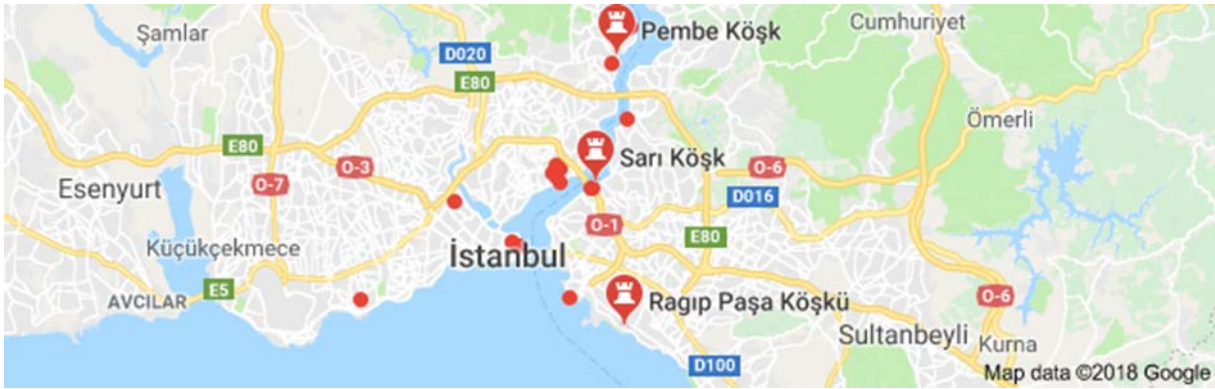 Pembe Köşk
Cumhuriyet
Şamlar
D020
E80
Ömerli
E80
O-3
Sarı Köşk
O-6
Esenyurt
O-7
D016
O-1
E80
Küçükçekmece
İstanbul
E5
AVCILAR
Ragıp Paşa Köşkü
O-6
Sultanbeyli
Kurna
D100
Map data ©2018 Google